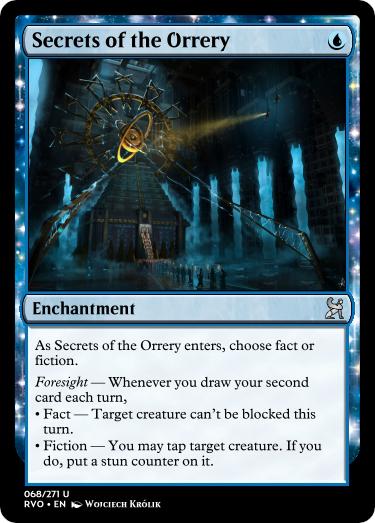 Secrets of the Orrery
Enchantment
As Secrets of the Orrery enters, choose fact or
fiction.
Foresight — Whenever you draw your second
card each turn,
• Fact — Target creature can't be blocked this
turn.
• Fiction — You may tap target creature. If you
do, put a stun counter on it.
068/271 U
RVO • EN Wojciech Królik